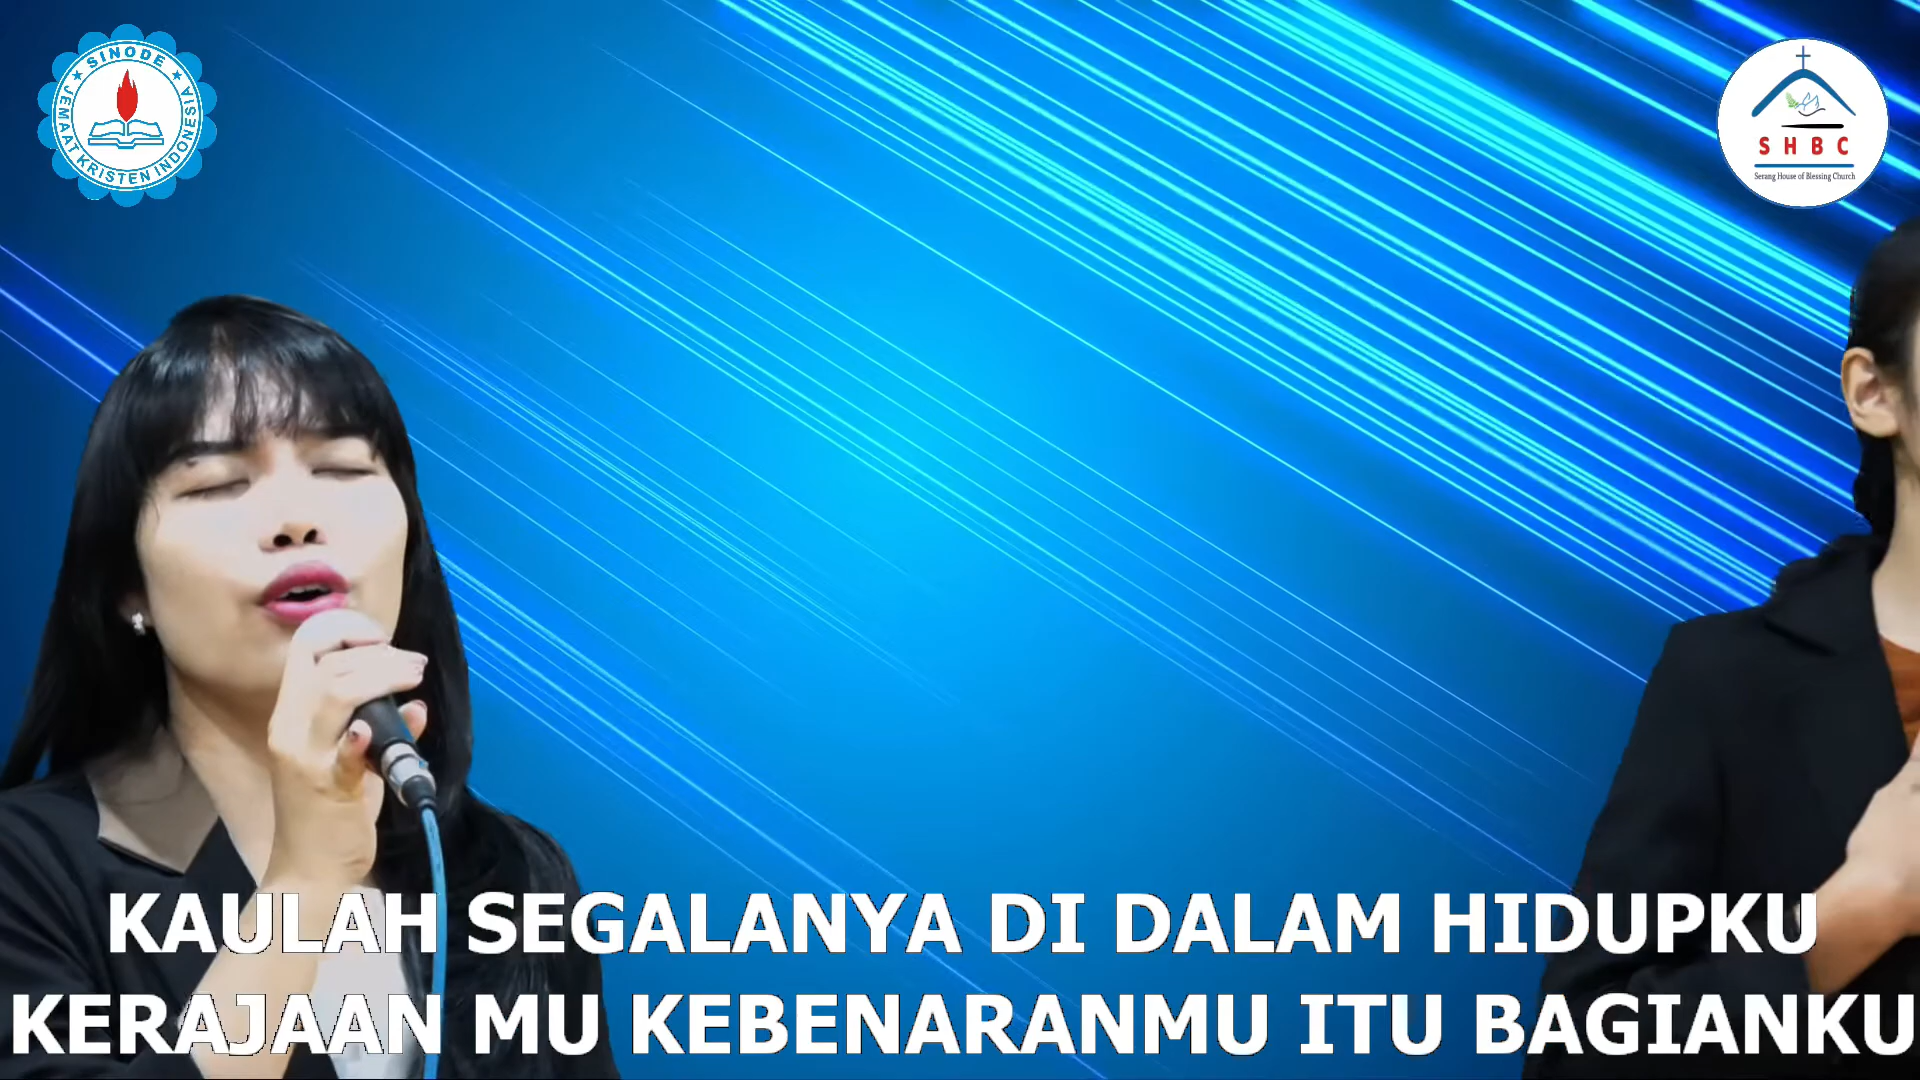 SINODE
JEMAAT KRISTEN INDONESIA
SHBC
Serang House of Blessing Church
KAULAH SEGALANYA DI DALAM HIDUPKU
KERAJAAN MU KEBENARANMU ITU BAGIANKU